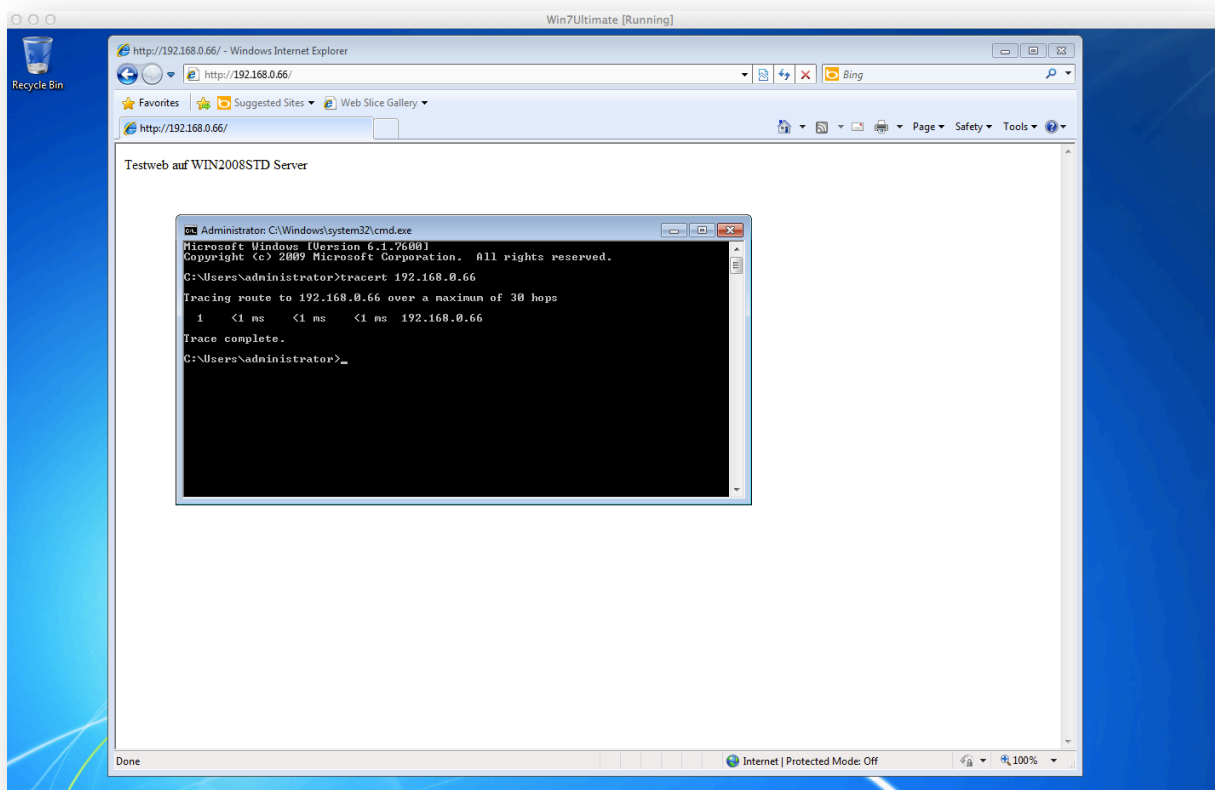 Win7Ultimate [Running]
Recycle Bin
http://192.168.0.66/ - Windows Internet Explorer
http://192.168.0.66/
Bing
Favorites Suggested Sites Web Slice Gallery
http://192.168.0.66/
Page Safety Tools
Testweb auf WIN2008STD Server
Administrator: C:\Windows\system32\cmd.exe
Microsoft Windows [Version 6.1.7600]
Copyright (c) 2009 Microsoft Corporation. All rights reserved.
C:\Users\administrator>tracert 192.168.0.66
Tracing route to 192.168.0.66 over a maximum of 30 hops
1 <1 ms <1 ms <1 ms 192.168.0.66
Trace complete.
C:\Users\administrator>_
Done
Internet | Protected Mode: Off
100%